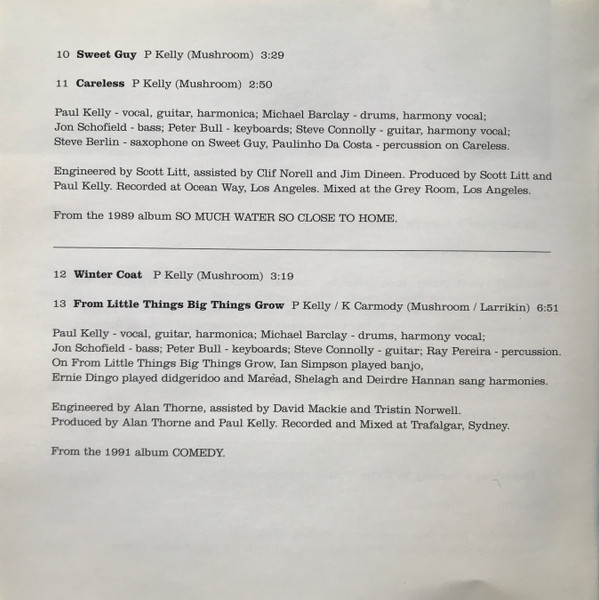 10 Sweet Guy P Kelly (Mushroom) 3:29
11 Careless P Kelly (Mushroom) 2:50
Paul Kelly - vocal, guitar, harmonica; Michael Barclay - drums, harmony vocal;
Jon Schofield - bass; Peter Bull - keyboards; Steve Connolly - guitar, harmony vocal;
Steve Berlin - saxophone on Sweet Guy, Paulinho Da Costa - percussion on Careless.
Engineered by Scott Litt, assisted by Clif Norell and Jim Dineen. Produced by Scott Litt and
Paul Kelly. Recorded at Ocean Way, Los Angeles. Mixed at the Grey Room, Los Angeles.
From the 1989 album SO MUCH WATER SO CLOSE TO HOME.
12 Winter Coat P Kelly (Mushroom) 3:19
13 From Little Things Big Things Grow P Kelly / K Carmody (Mushroom / Larrikin) 6:51
Paul Kelly - vocal, guitar, harmonica; Michael Barclay - drums, harmony vocal;
Jon Schofield - bass; Peter Bull - keyboards; Steve Connolly - guitar; Ray Pereira - percussion.
On From Little Things Big Things Grow, Ian Simpson played banjo,
Ernie Dingo played didgeridoo and Marèad, Shelagh and Deirdre Hannan sang harmonies.
Engineered by Alan Thorne, assisted by David Mackie and Tristin Norwell.
Produced by Alan Thorne and Paul Kelly. Recorded and Mixed at Trafalgar, Sydney.
From the 1991 album COMEDY.